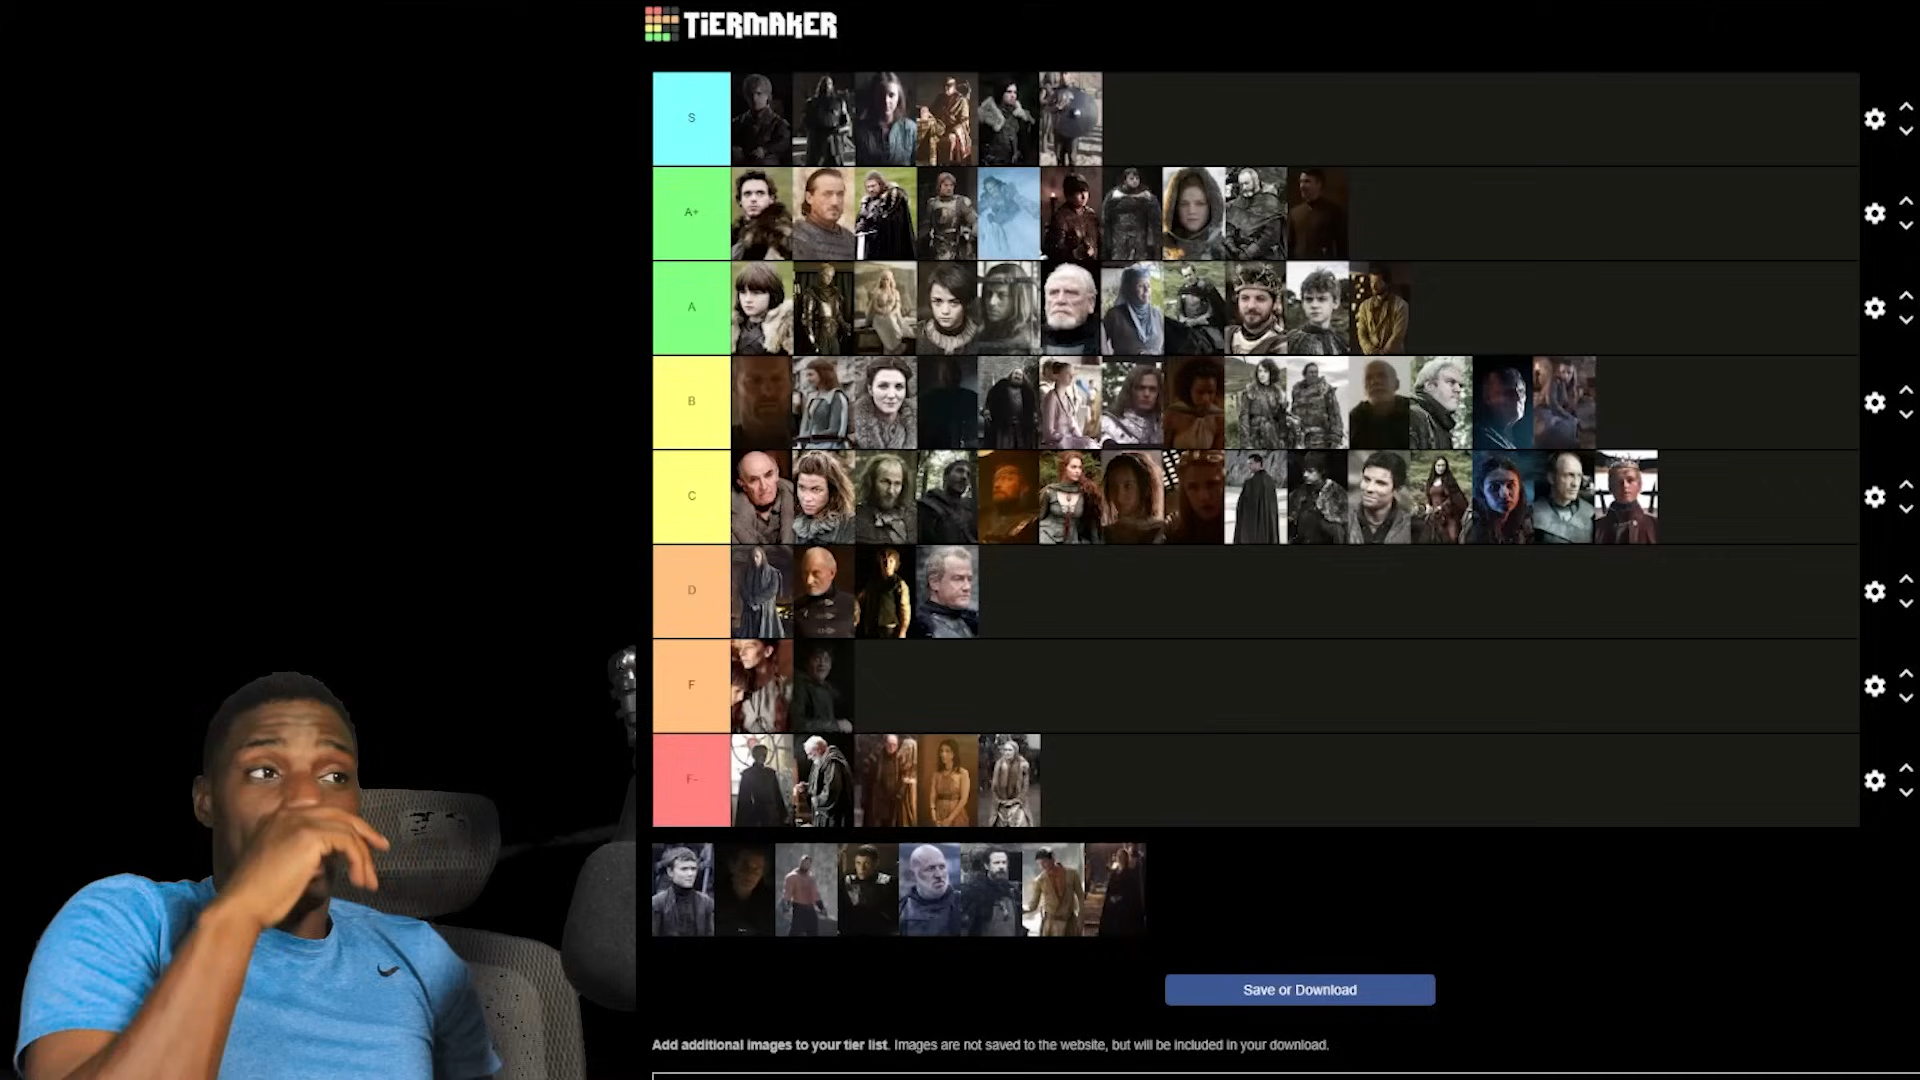 TiERMAKER
S
A+
A
B
C
D
F
F-
Save or Download
Add additional images to your tier list. Images are not saved to the website, but will be included in your download.